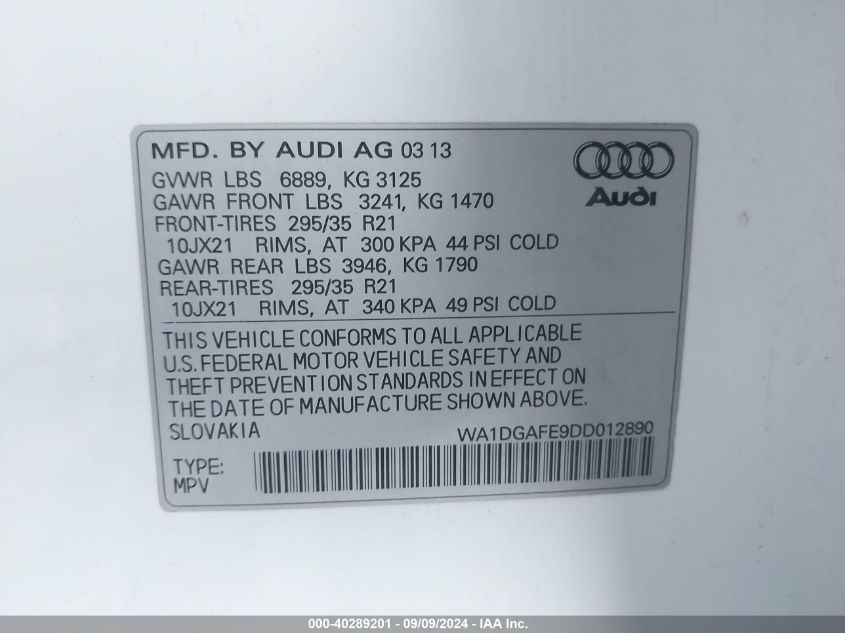 MFD. BY AUDI AG 03 13
GVWR LBS 6889, KG 3125
GAWR FRONT LBS 3241, KG 1470
FRONT-TIRES 295/35 R21
10JX21 RIMS, AT 300 KPA 44 PSI COLD
GAWR REAR LBS 3946, KG 1790
REAR-TIRES 295/35 R21
10JX21 RIMS, AT 340 KPA 49 PSI COLD
Audi
THIS VEHICLE CONFORMS TO ALL APPLICABLE
U.S. FEDERAL MOTOR VEHICLE SAFETY AND
THEFT PREVENTION STANDARDS IN EFFECT ON
THE DATE OF MANUFACTURE SHOWN ABOVE.
SLOVAKIA WA1DGAFE9DD012890
TYPE:
MPV
000-40289201 - 09/09/2024 - IAA Inc.